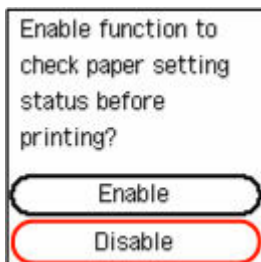 Enable function to
check paper setting
status before
printing?
Enable
Disable